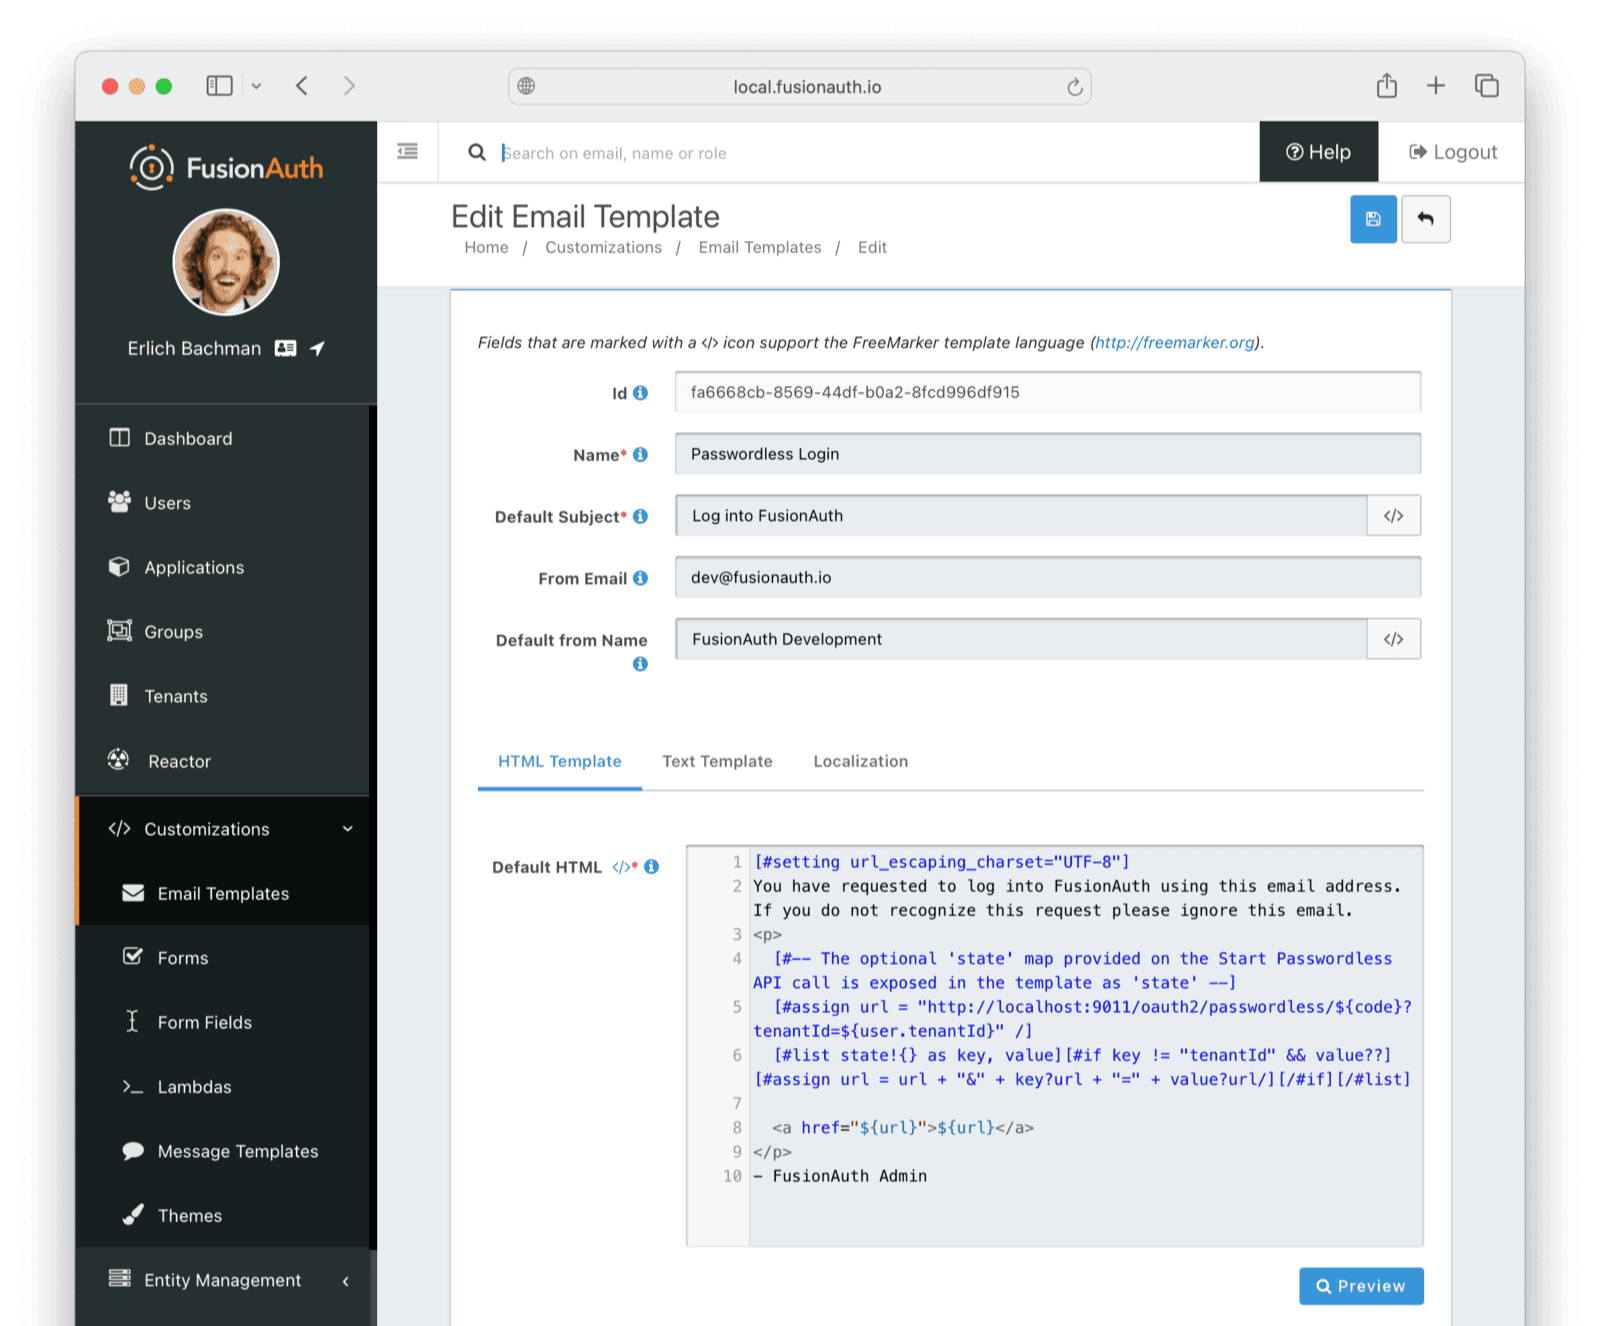 local.fusionauth.io
FusionAuth
Search on email, name or role
Help
Logout
Erlich Bachman
Dashboard
Users
Applications
Groups
Tenants
Reactor
Customizations
Email Templates
Forms
Form Fields
Lambdas
Message Templates
Themes
Entity Management
Edit Email Template
Home / Customizations / Email Templates / Edit
Fields that are marked with a </> icon support the FreeMarker template language (http://freemarker.org).
Id fa6668cb-8569-44df-b0a2-8fcd996df915
Name* Passwordless Login
Default Subject* Log into FusionAuth </>
From Email dev@fusionauth.io
Default from Name FusionAuth Development </>
HTML Template Text Template Localization
Default HTML </>*
1 [#setting url_escaping_charset="UTF-8"]
2 You have requested to log into FusionAuth using this email address.
If you do not recognize this request please ignore this email.
3 <p>
4 [#-- The optional 'state' map provided on the Start Passwordless
API call is exposed in the template as 'state' --]
5 [#assign url = "http://localhost:9011/oauth2/passwordless/${code}?
tenantId=${user.tenantId}" /]
6 [#list state!{} as key, value][#if key != "tenantId" && value??]
[#assign url = url + "&" + key?url + "=" + value?url/][/#if][/#list]
7
8 <a href="${url}">${url}</a>
9 </p>
10 - FusionAuth Admin
Preview